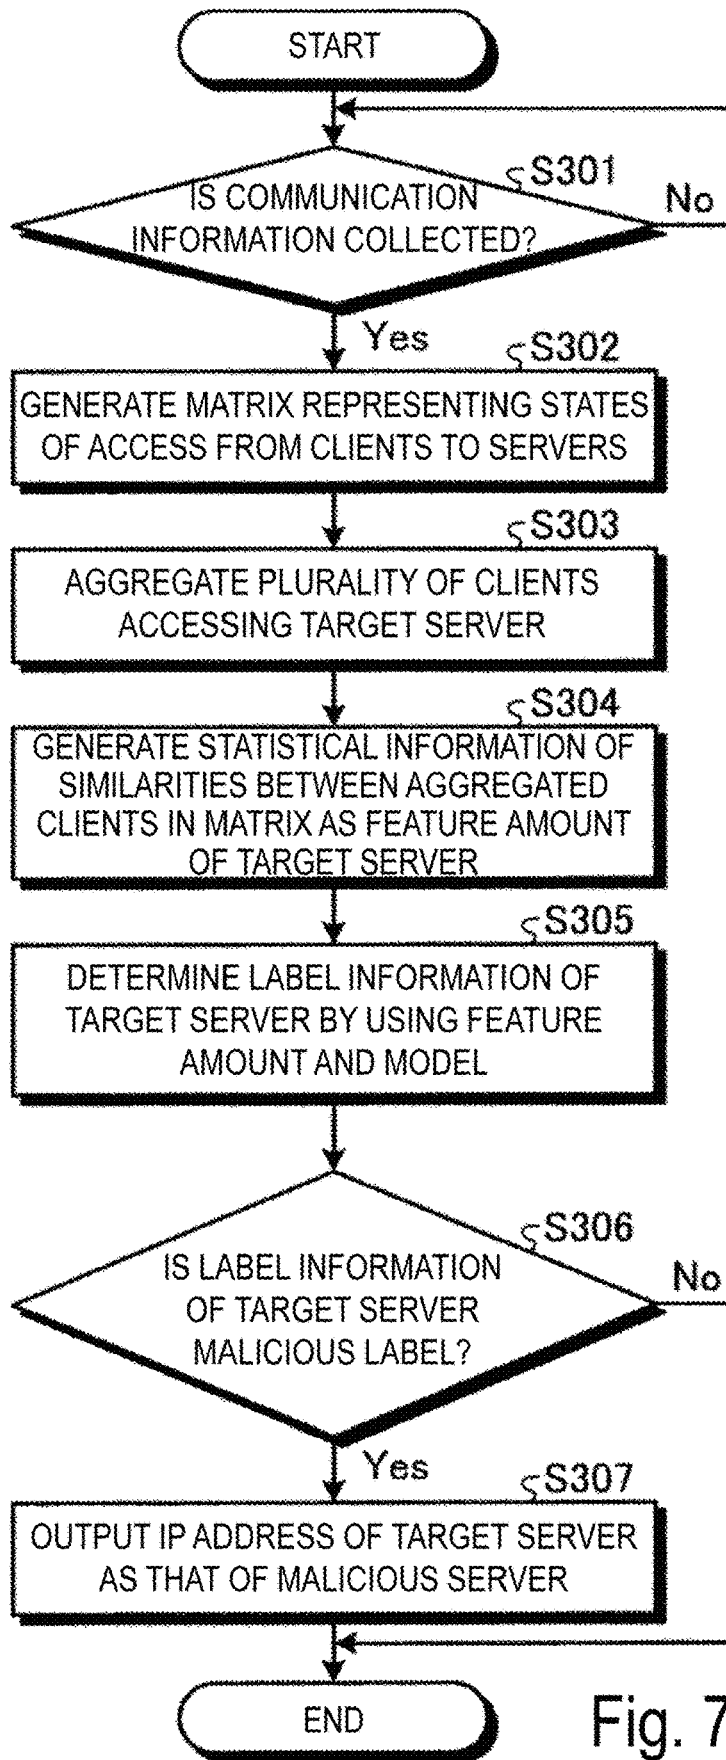 START
S301
IS COMMUNICATION
INFORMATION COLLECTED?
No
Yes
S302
GENERATE MATRIX REPRESENTING STATES
OF ACCESS FROM CLIENTS TO SERVERS
S303
AGGREGATE PLURALITY OF CLIENTS
ACCESSING TARGET SERVER
S304
GENERATE STATISTICAL INFORMATION OF
SIMILARITIES BETWEEN AGGREGATED
CLIENTS IN MATRIX AS FEATURE AMOUNT
OF TARGET SERVER
S305
DETERMINE LABEL INFORMATION OF
TARGET SERVER BY USING FEATURE
AMOUNT AND MODEL
S306
IS LABEL INFORMATION
OF TARGET SERVER
MALICIOUS LABEL?
No
Yes
S307
OUTPUT IP ADDRESS OF TARGET SERVER
AS THAT OF MALICIOUS SERVER
END
Fig. 7